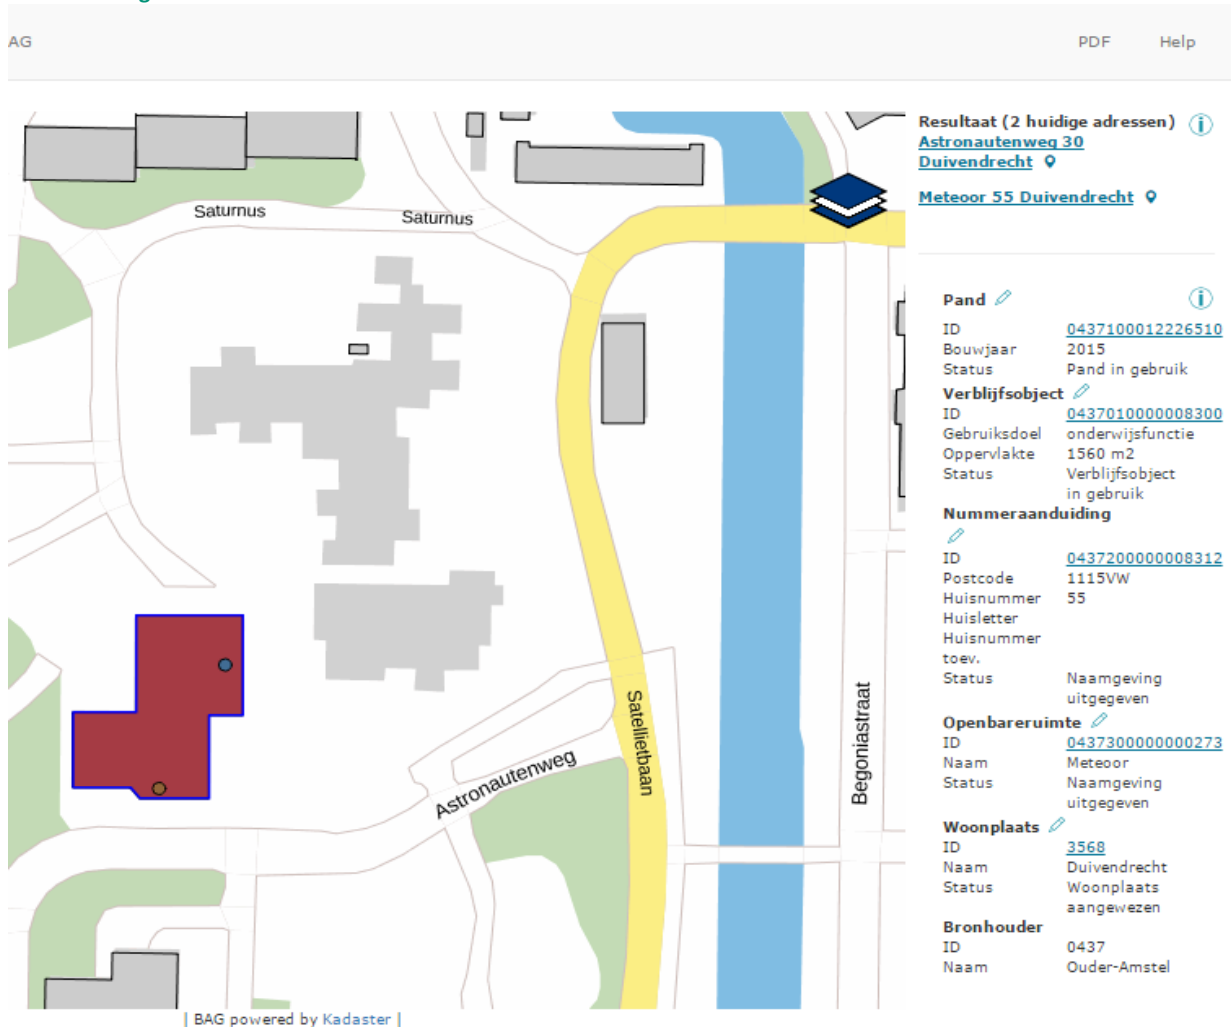 AG
PDF Help
Saturnus
Saturnus
Satellietbaan
Astronautenweg
Begoniastraat
Resultaat (2 huidige adressen)
Astronautenweg 30
Duivendrecht
Meteoor 55 Duivendrecht
Pand
ID 0437100012226510
Bouwjaar 2015
Status Pand in gebruik
Verblijfsobject
ID 0437010000008300
Gebruiksdoel onderwijsfunctie
Oppervlakte 1560 m2
Status Verblijfsobject
in gebruik
Nummeraanduiding
ID 0437200000008312
Postcode 1115VW
Huisnummer 55
Huisletter
Huisnummer
toev.
Status Naamgeving
uitgegeven
Openbareruimte
ID 0437300000000273
Naam Meteoor
Status Naamgeving
uitgegeven
Woonplaats
ID 3568
Naam Duivendrecht
Status Woonplaats
aangewezen
Bronhouder
ID 0437
Naam Ouder-Amstel
| BAG powered by Kadaster |